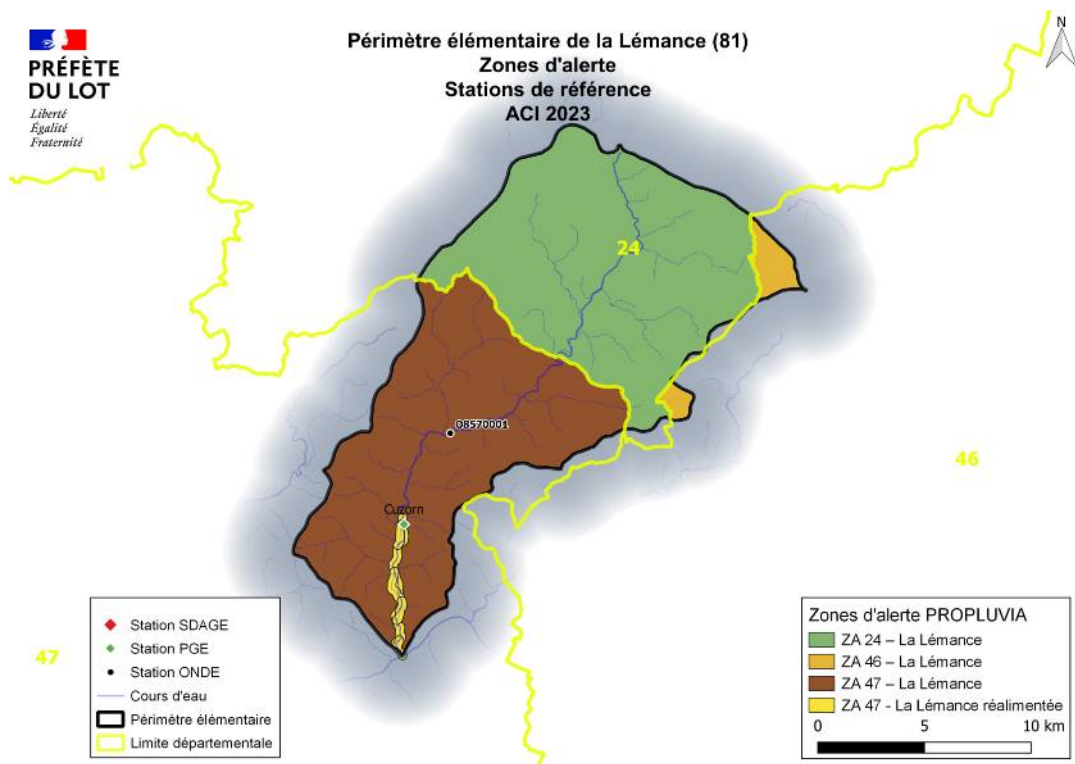 PRÉFÈTE
DU LOT
Liberté
Égalité
Fraternité
Périmètre élémentaire de la Lémance (81)
Zones d'alerte
Stations de référence
ACI 2023
N
24
O8570001
46
Cuzorn
47
Station SDAGE
Station PGE
Station ONDE
Cours d'eau
Périmètre élémentaire
Limite départementale
Zones d'alerte PROPLUVIA
ZA 24 – La Lémance
ZA 46 – La Lémance
ZA 47 – La Lémance
ZA 47 - La Lémance réalimentée
0 5 10 km